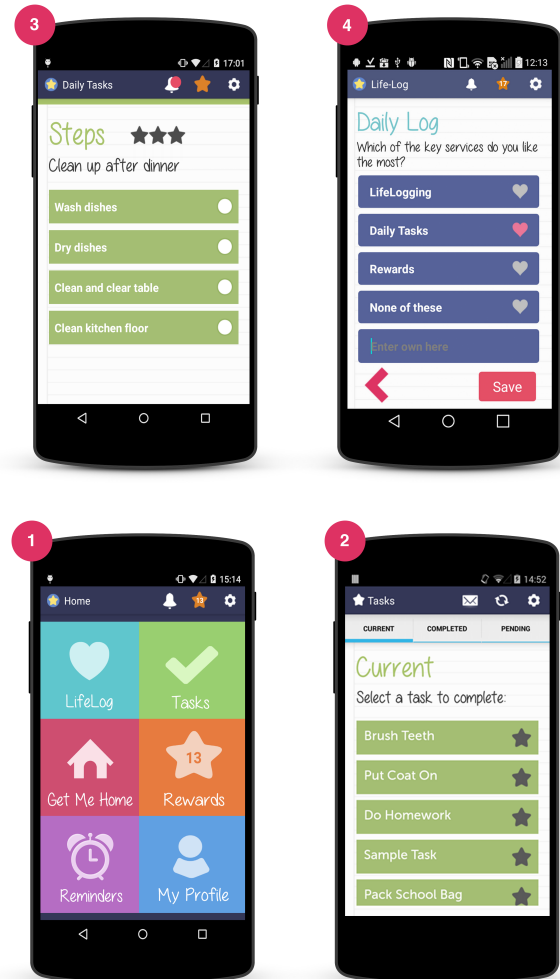 3
17:01
Daily Tasks
Steps
Clean up after dinner
Wash dishes
Dry dishes
Clean and clear table
Clean kitchen floor
4
12:13
Life-Log
17
Daily Log
Which of the key services do you like
the most?
LifeLogging
Daily Tasks
Rewards
None of these
Enter own here
Save
1
15:14
Home
13
LifeLog
Tasks
13
Get Me Home
Rewards
Reminders
My Profile
2
14:52
Tasks
CURRENT
COMPLETED
PENDING
Current
Select a task to complete:
Brush Teeth
Put Coat On
Do Homework
Sample Task
Pack School Bag